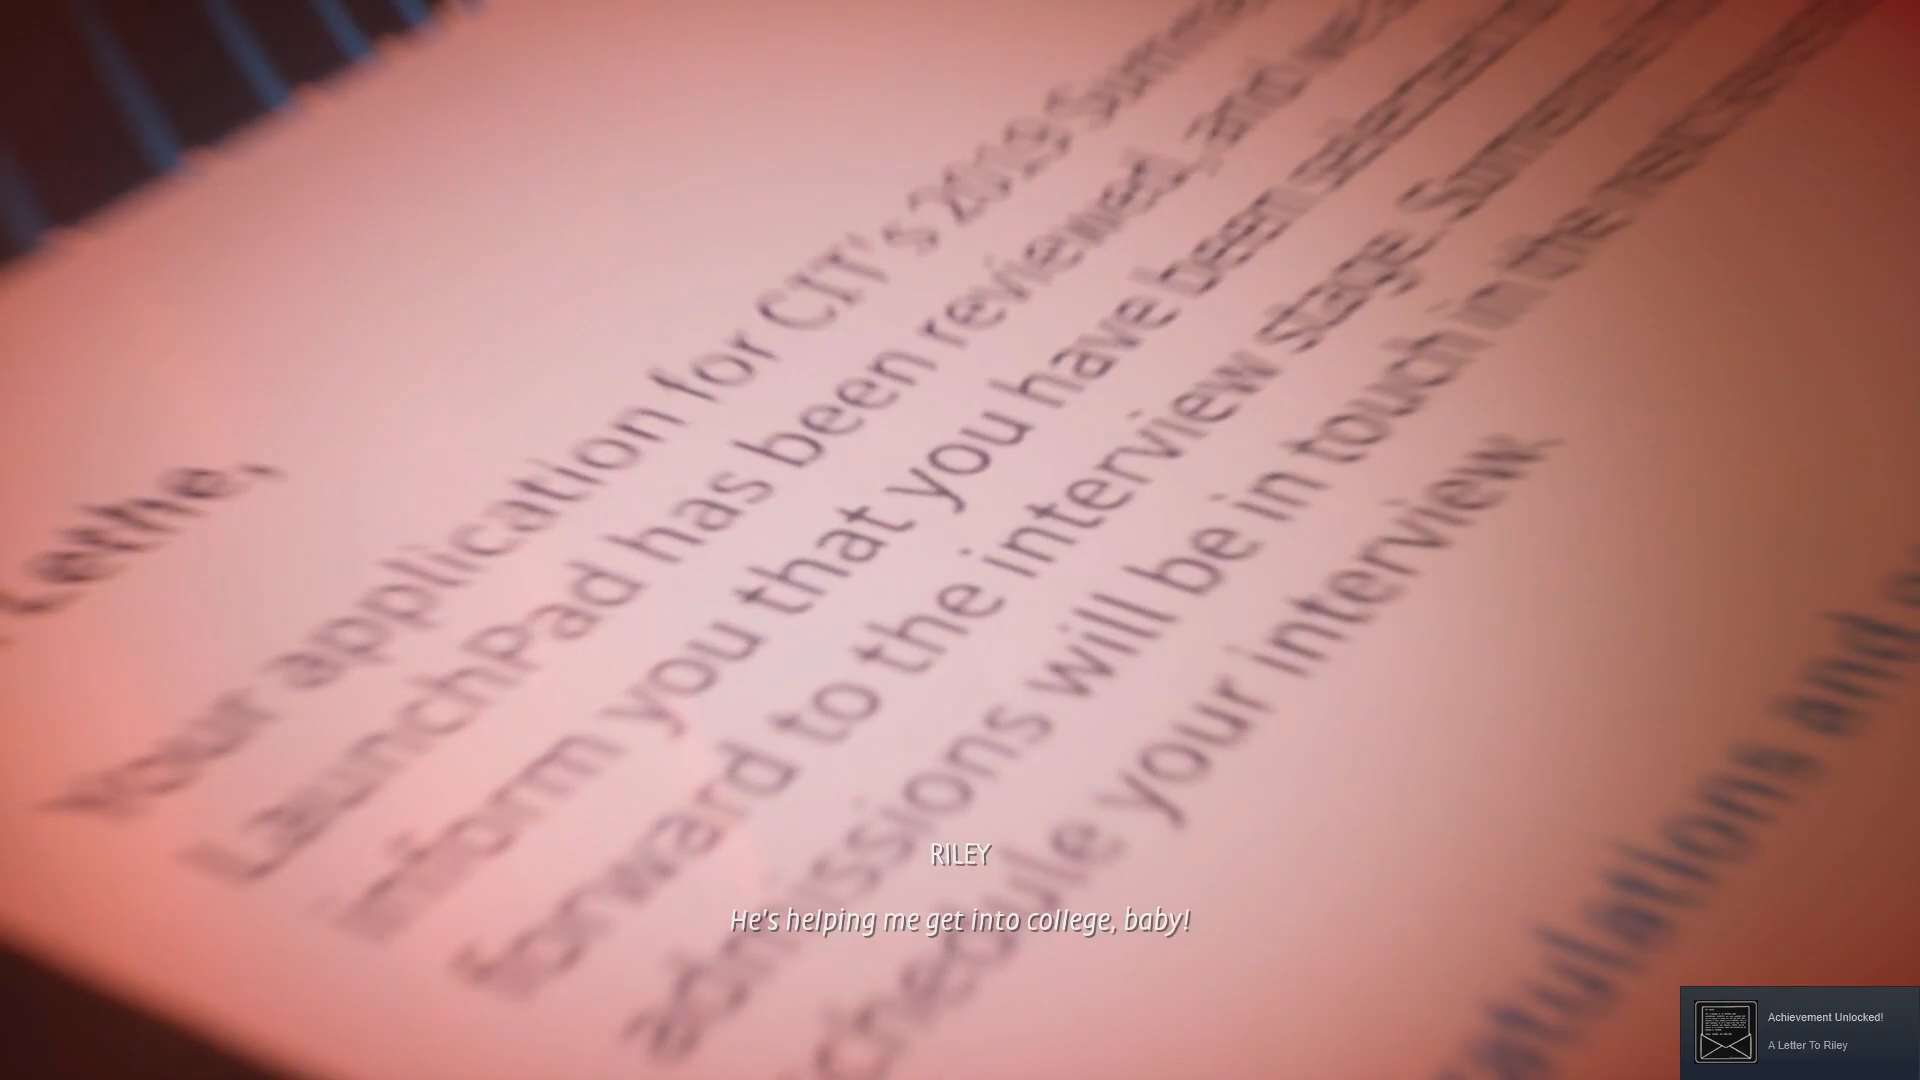 Lethe,
Your application for CIT's 2019 Summer
LaunchPad has been reviewed, and we
inform you that you have been selected
forward to the interview stage. Someone
admissions will be in touch in the
schedule your interview.
RILEY
He's helping me get into college, baby!
Achievement Unlocked!
A Letter To Riley